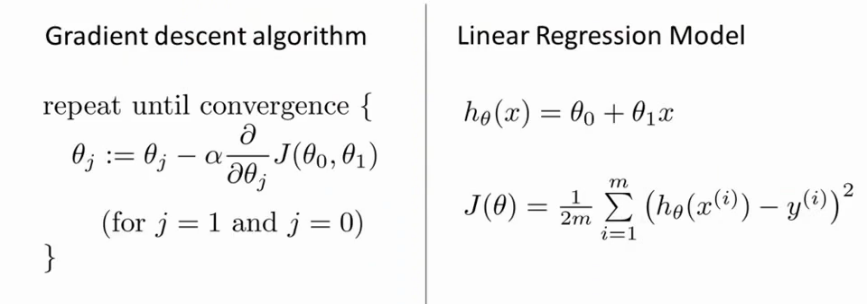 Gradient descent algorithm
repeat until convergence {
θ_j := θ_j − α ∂/∂θ_j J(θ_0, θ_1)
(for j = 1 and j = 0)
}
Linear Regression Model
h_θ(x) = θ_0 + θ_1x
J(θ) = 1/2m ∑_{i=1}^{m} (h_θ(x^{(i)}) − y^{(i)})^2